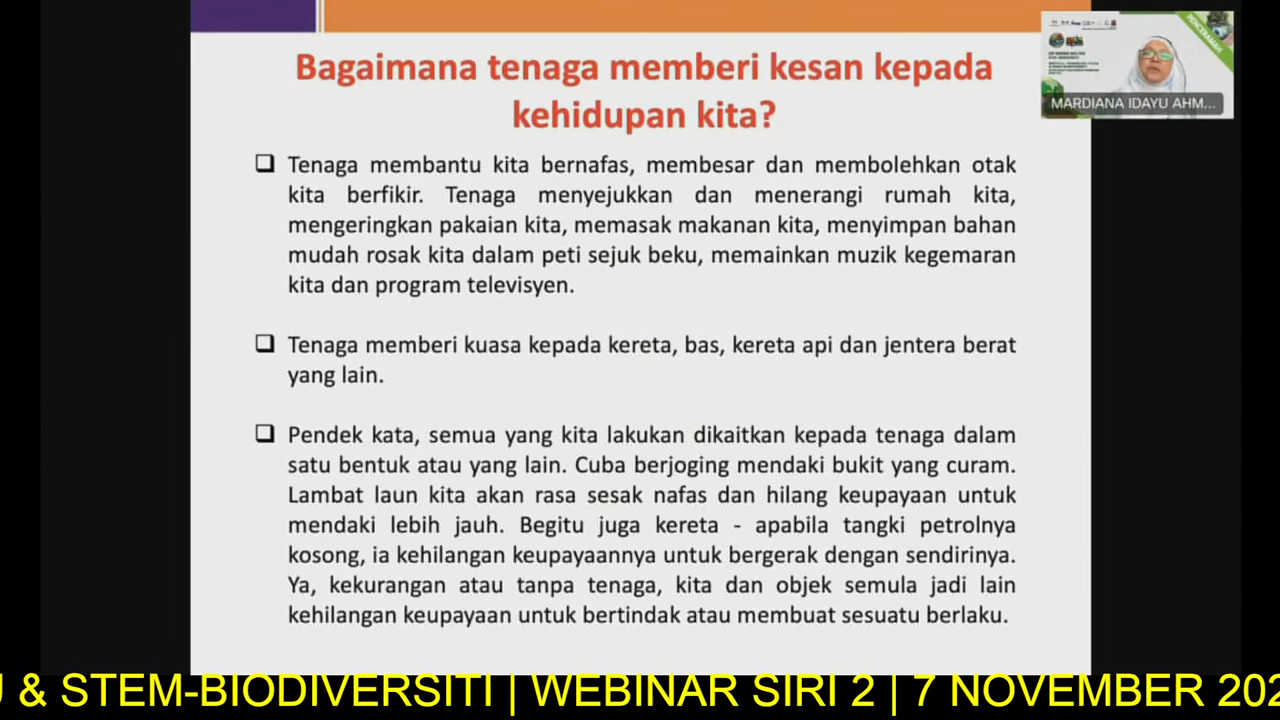 Bagaimana tenaga memberi kesan kepada
kehidupan kita?
PENCERAMAH
MARDIANA IDAYU AHM...
Tenaga membantu kita bernafas, membesar dan membolehkan otak
kita berfikir. Tenaga menyejukkan dan menerangi rumah kita,
mengeringkan pakaian kita, memasak makanan kita, menyimpan bahan
mudah rosak kita dalam peti sejuk beku, memainkan muzik kegemaran
kita dan program televisyen.
Tenaga memberi kuasa kepada kereta, bas, kereta api dan jentera berat
yang lain.
Pendek kata, semua yang kita lakukan dikaitkan kepada tenaga dalam
satu bentuk atau yang lain. Cuba berjoging mendaki bukit yang curam.
Lambat laun kita akan rasa sesak nafas dan hilang keupayaan untuk
mendaki lebih jauh. Begitu juga kereta - apabila tangki petrolnya
kosong, ia kehilangan keupayaannya untuk bergerak dengan sendirinya.
Ya, kekurangan atau tanpa tenaga, kita dan objek semula jadi lain
kehilangan keupayaan untuk bertindak atau membuat sesuatu berlaku.
U & STEM-BIODIVERSITI | WEBINAR SIRI 2 | 7 NOVEMBER 202